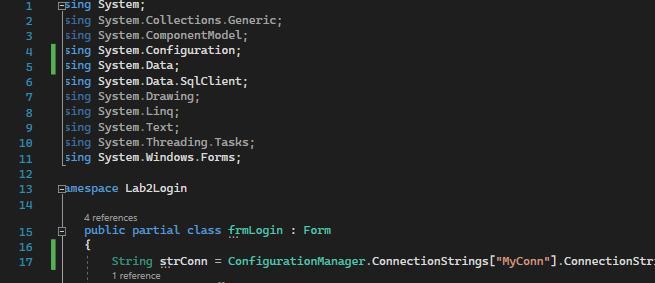 1 sing System;
2 sing System.Collections.Generic;
3 sing System.ComponentModel;
4 sing System.Configuration;
5 sing System.Data;
6 sing System.Data.SqlClient;
7 sing System.Drawing;
8 sing System.Linq;
9 sing System.Text;
10 sing System.Threading.Tasks;
11 sing System.Windows.Forms;
12
13 amespace Lab2Login
14
4 references
15 public partial class frmLogin : Form
16 {
17 String strConn = ConfigurationManager.ConnectionStrings["MyConn"].ConnectionStri
1 reference